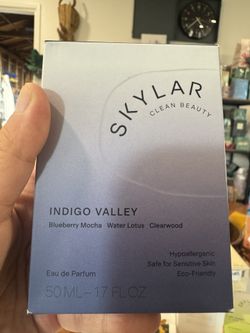 SKYLAR
CLEAN BEAUTY
INDIGO VALLEY
Blueberry Mocha · Water Lotus · Clearwood
Hypoallergenic
Safe for Sensitive Skin
Eau de Parfum
Eco-Friendly
50 ML – 1.7 FL OZ